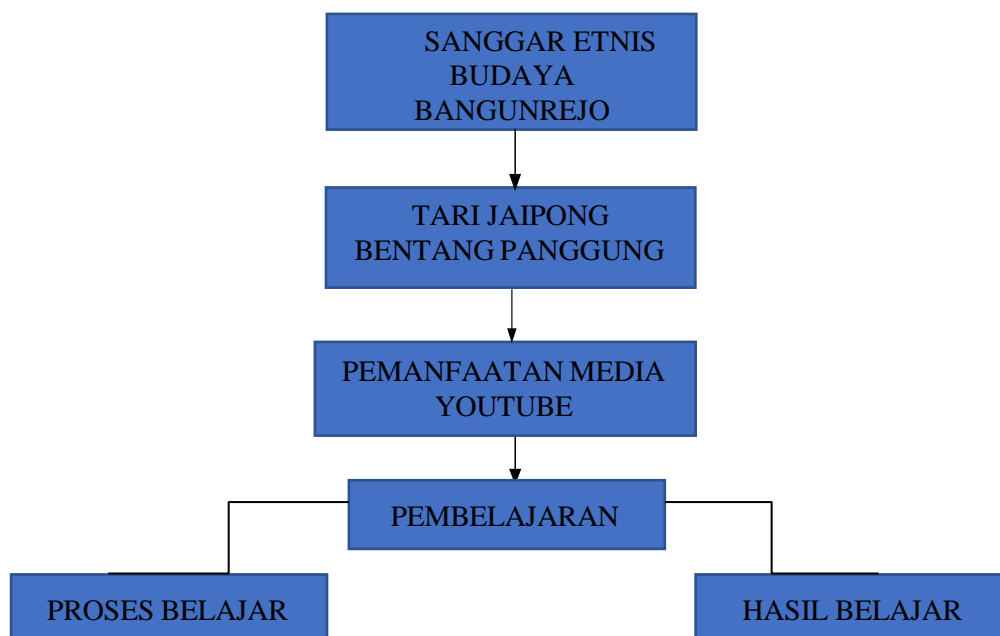 SANGGAR ETNIS
BUDAYA
BANGUNREJO
TARI JAIPONG
BENTANG PANGGUNG
PEMANFAATAN MEDIA
YOUTUBE
PEMBELAJARAN
PROSES BELAJAR
HASIL BELAJAR